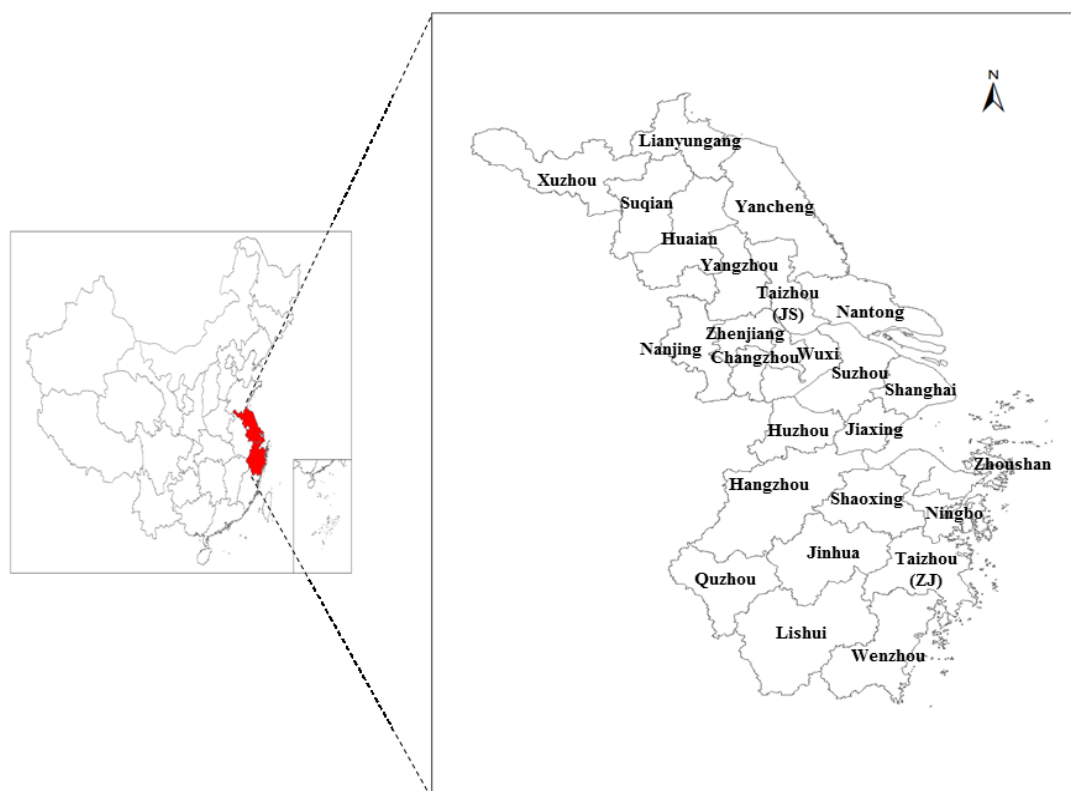 N
Lianyungang
Xuzhou
Suqian
Yancheng
Huaian
Yangzhou
Taizhou
(JS)
Nantong
Zhenjiang
Nanjing
Changzhou
Wuxi
Suzhou
Shanghai
Huzhou
Jiaxing
Zhoushan
Hangzhou
Shaoxing
Ningbo
Jinhua
Taizhou
(ZJ)
Quzhou
Lishui
Wenzhou